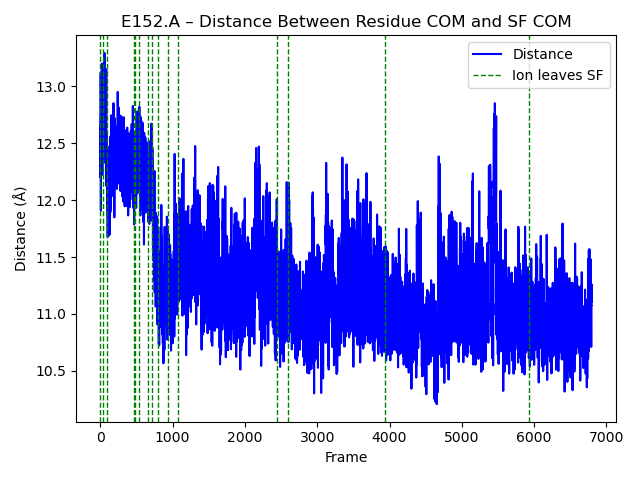 E152.A – Distance Between Residue COM and SF COM
Distance
Ion leaves SF
Distance (Å)
13.0
12.5
12.0
11.5
11.0
10.5
0 1000 2000 3000 4000 5000 6000 7000
Frame